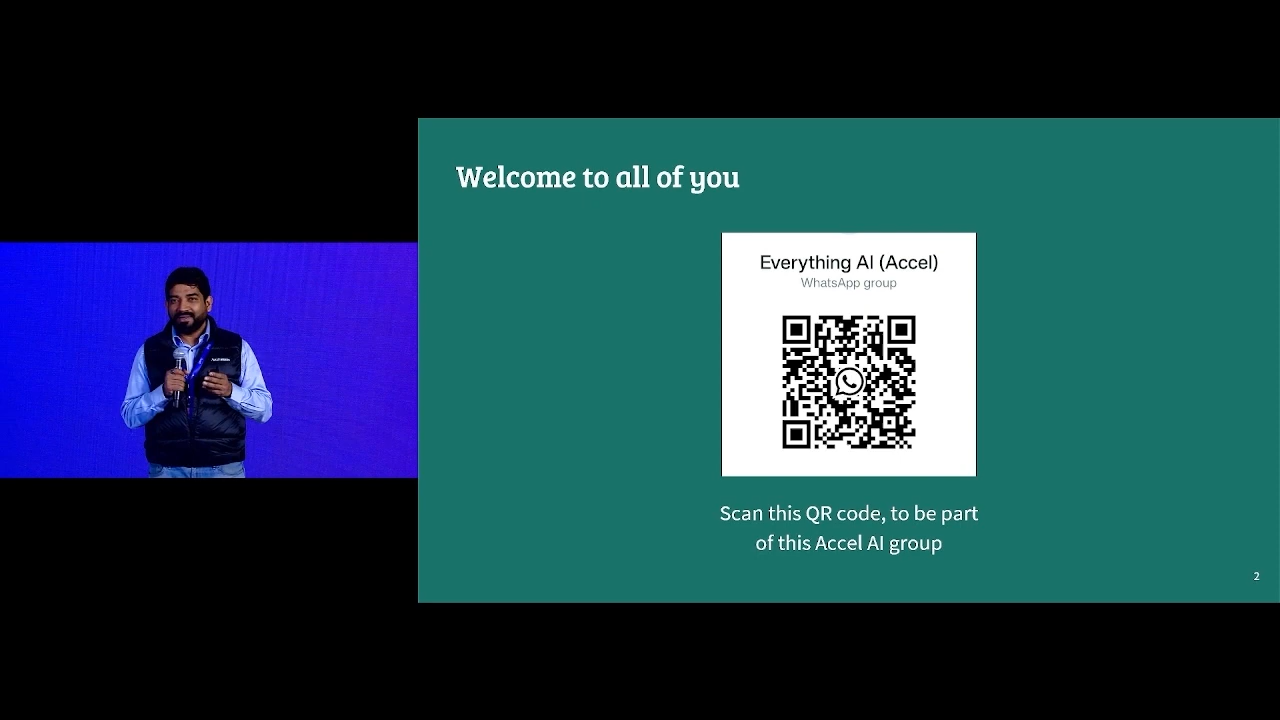 Welcome to all of you
Everything AI (Accel)
WhatsApp group
Scan this QR code, to be part
of this Accel AI group
2